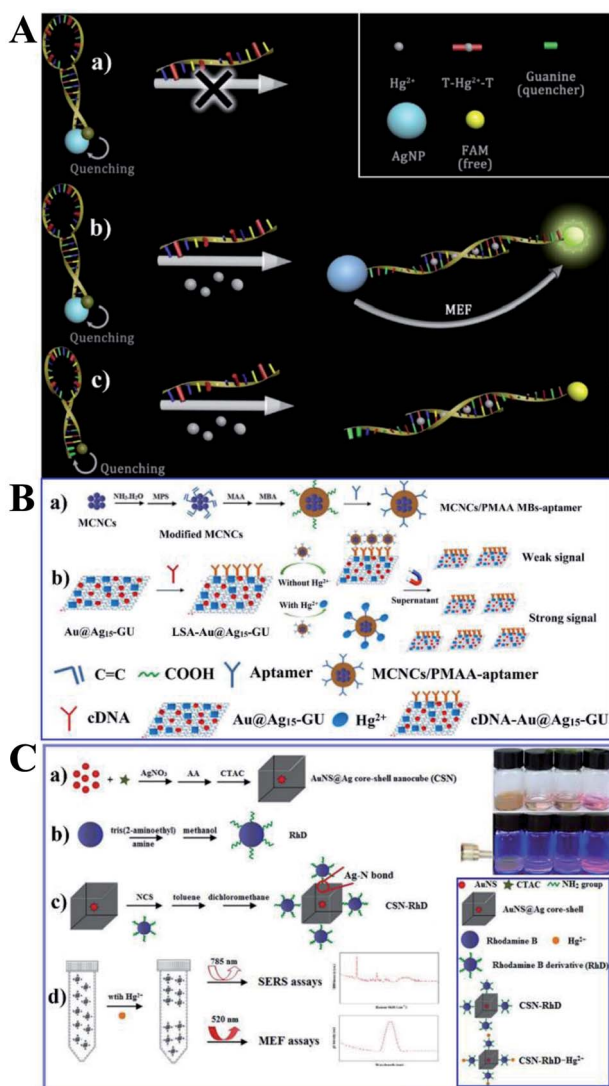 A
a)
Quenching
Hg²⁺
T-Hg²⁺-T
Guanine
(quencher)
AgNP
FAM
(free)
b)
Quenching
MEF
c)
Quenching
B
a)
NH₃.H₂O
MPS
MAA
MBA
MCNCs
Modified MCNCs
MCNCs/PMAA MBs-aptamer
b)
Without Hg²⁺
With Hg²⁺
Supernatant
Weak signal
Strong signal
Au@Ag₁₅-GU
LSA-Au@Ag₁₅-GU
C=C
COOH
Aptamer
MCNCs/PMAA-aptamer
cDNA
Au@Ag₁₅-GU
Hg²⁺
cDNA-Au@Ag₁₅-GU
C
a)
AgNO₃
AA
CTAC
AuNS@Ag core-shell nanocube (CSN)
b)
tris(2-aminoethyl)
amine
methanol
RhD
c)
NCS
toluene
dichloromethane
Ag-N bond
CSN-RhD
d)
wtih Hg²⁺
785 nm
SERS assays
520 nm
MEF assays
AuNS
CTAC
NH₂ group
AuNS@Ag core-shell
Rhodamine B
Hg²⁺
Rhodamine B derivative (RhD)
CSN-RhD
CSN-RhD-Hg²⁺